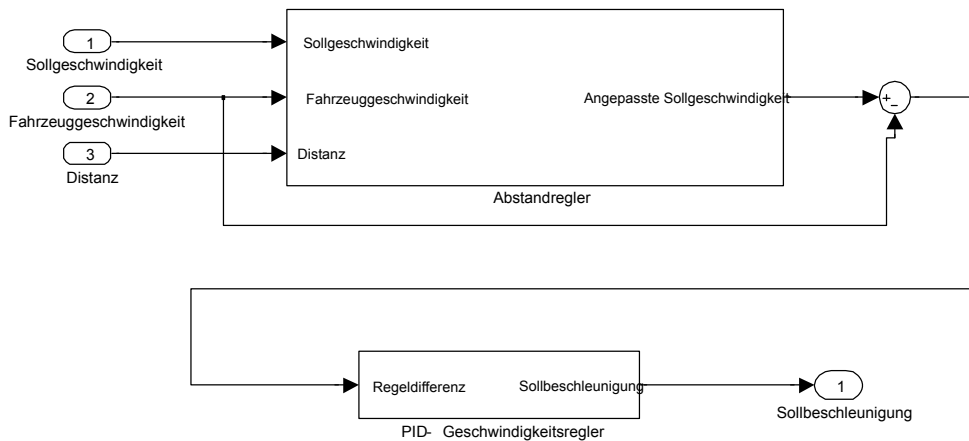 1
Sollgeschwindigkeit
2
Fahrzeuggeschwindigkeit
3
Distanz
Sollgeschwindigkeit
Fahrzeuggeschwindigkeit
Distanz
Angepasste Sollgeschwindigkeit
Abstandregler
+
−
Regeldifferenz
Sollbeschleunigung
PID- Geschwindigkeitsregler
1
Sollbeschleunigung